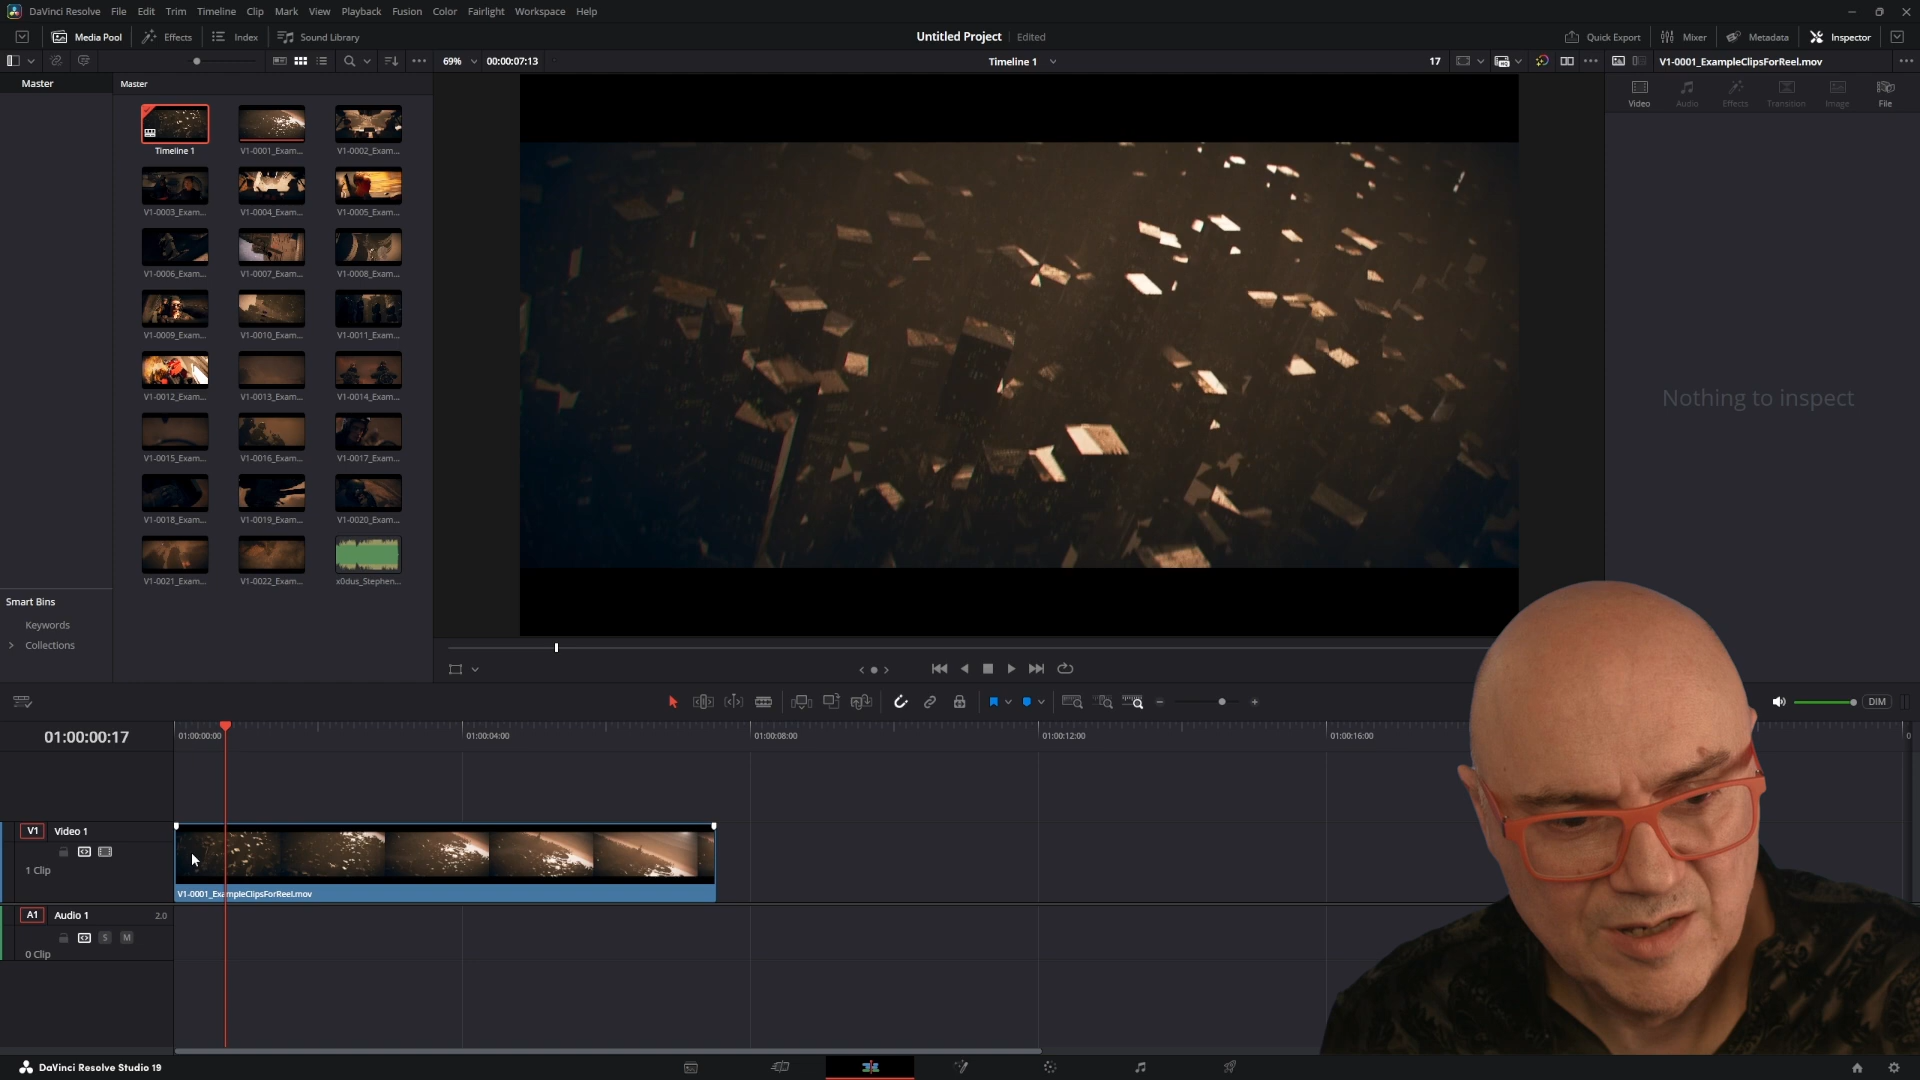 DaVinci Resolve File Edit Trim Timeline Clip Mark View Playback Fusion Color Fairlight Workspace Help
Media Pool Effects Index Sound Library Untitled Project Edited Quick Export Mixer Metadata Inspector
69% 00:00:07:13 Timeline 1 17 V1-0001_ExampleClipsForReel.mov
Master Master
Video Audio Effects Transition Image File
Timeline 1 V1-0001_Exam... V1-0002_Exam...
V1-0003_Exam... V1-0004_Exam... V1-0005_Exam...
V1-0006_Exam... V1-0007_Exam... V1-0008_Exam...
V1-0009_Exam... V1-0010_Exam... V1-0011_Exam...
V1-0012_Exam... V1-0013_Exam... V1-0014_Exam...
Nothing to inspect
V1-0015_Exam... V1-0016_Exam... V1-0017_Exam...
V1-0018_Exam... V1-0019_Exam... V1-0020_Exam...
V1-0021_Exam... V1-0022_Exam... x0dus_Stephen...
Smart Bins
Keywords
Collections
DIM
01:00:00:17 01:00:00:00 01:00:04:00 01:00:08:00 01:00:12:00 01:00:16:00 0
V1 Video 1
1 Clip
V1-0001_ExampleClipsForReel.mov
A1 Audio 1 2.0
S M
0 Clip
DaVinci Resolve Studio 19